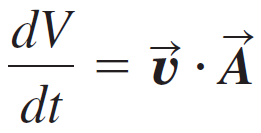 dV/dt = v⃗ · A⃗